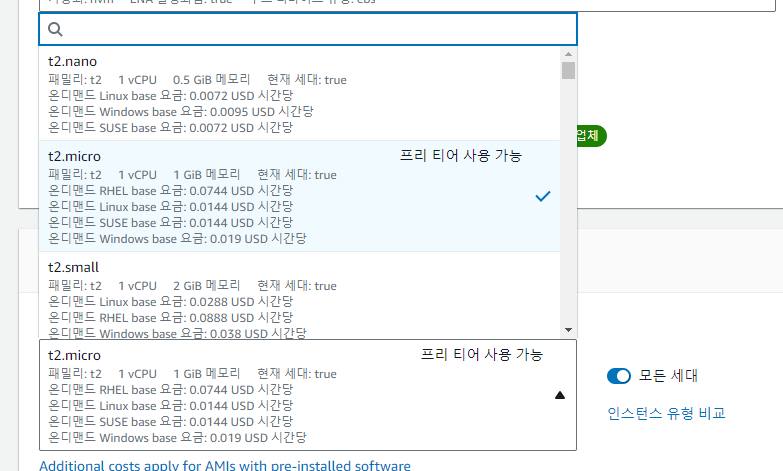 t2.nano
패밀리: t2 1 vCPU 0.5 GiB 메모리 현재 세대: true
온디맨드 Linux base 요금: 0.0072 USD 시간당
온디맨드 Windows base 요금: 0.0095 USD 시간당
온디맨드 SUSE base 요금: 0.0072 USD 시간당
업체
t2.micro 프리 티어 사용 가능
패밀리: t2 1 vCPU 1 GiB 메모리 현재 세대: true
온디맨드 RHEL base 요금: 0.0744 USD 시간당
온디맨드 Linux base 요금: 0.0144 USD 시간당
온디맨드 SUSE base 요금: 0.0144 USD 시간당
온디맨드 Windows base 요금: 0.019 USD 시간당
t2.small
패밀리: t2 1 vCPU 2 GiB 메모리 현재 세대: true
온디맨드 Linux base 요금: 0.0288 USD 시간당
온디맨드 RHEL base 요금: 0.0888 USD 시간당
온디맨드 Windows base 요금: 0.038 USD 시간당
t2.micro 프리 티어 사용 가능
패밀리: t2 1 vCPU 1 GiB 메모리 현재 세대: true
온디맨드 RHEL base 요금: 0.0744 USD 시간당
온디맨드 Linux base 요금: 0.0144 USD 시간당
온디맨드 SUSE base 요금: 0.0144 USD 시간당
온디맨드 Windows base 요금: 0.019 USD 시간당
모든 세대
인스턴스 유형 비교
Additional costs apply for AMIs with pre-installed software